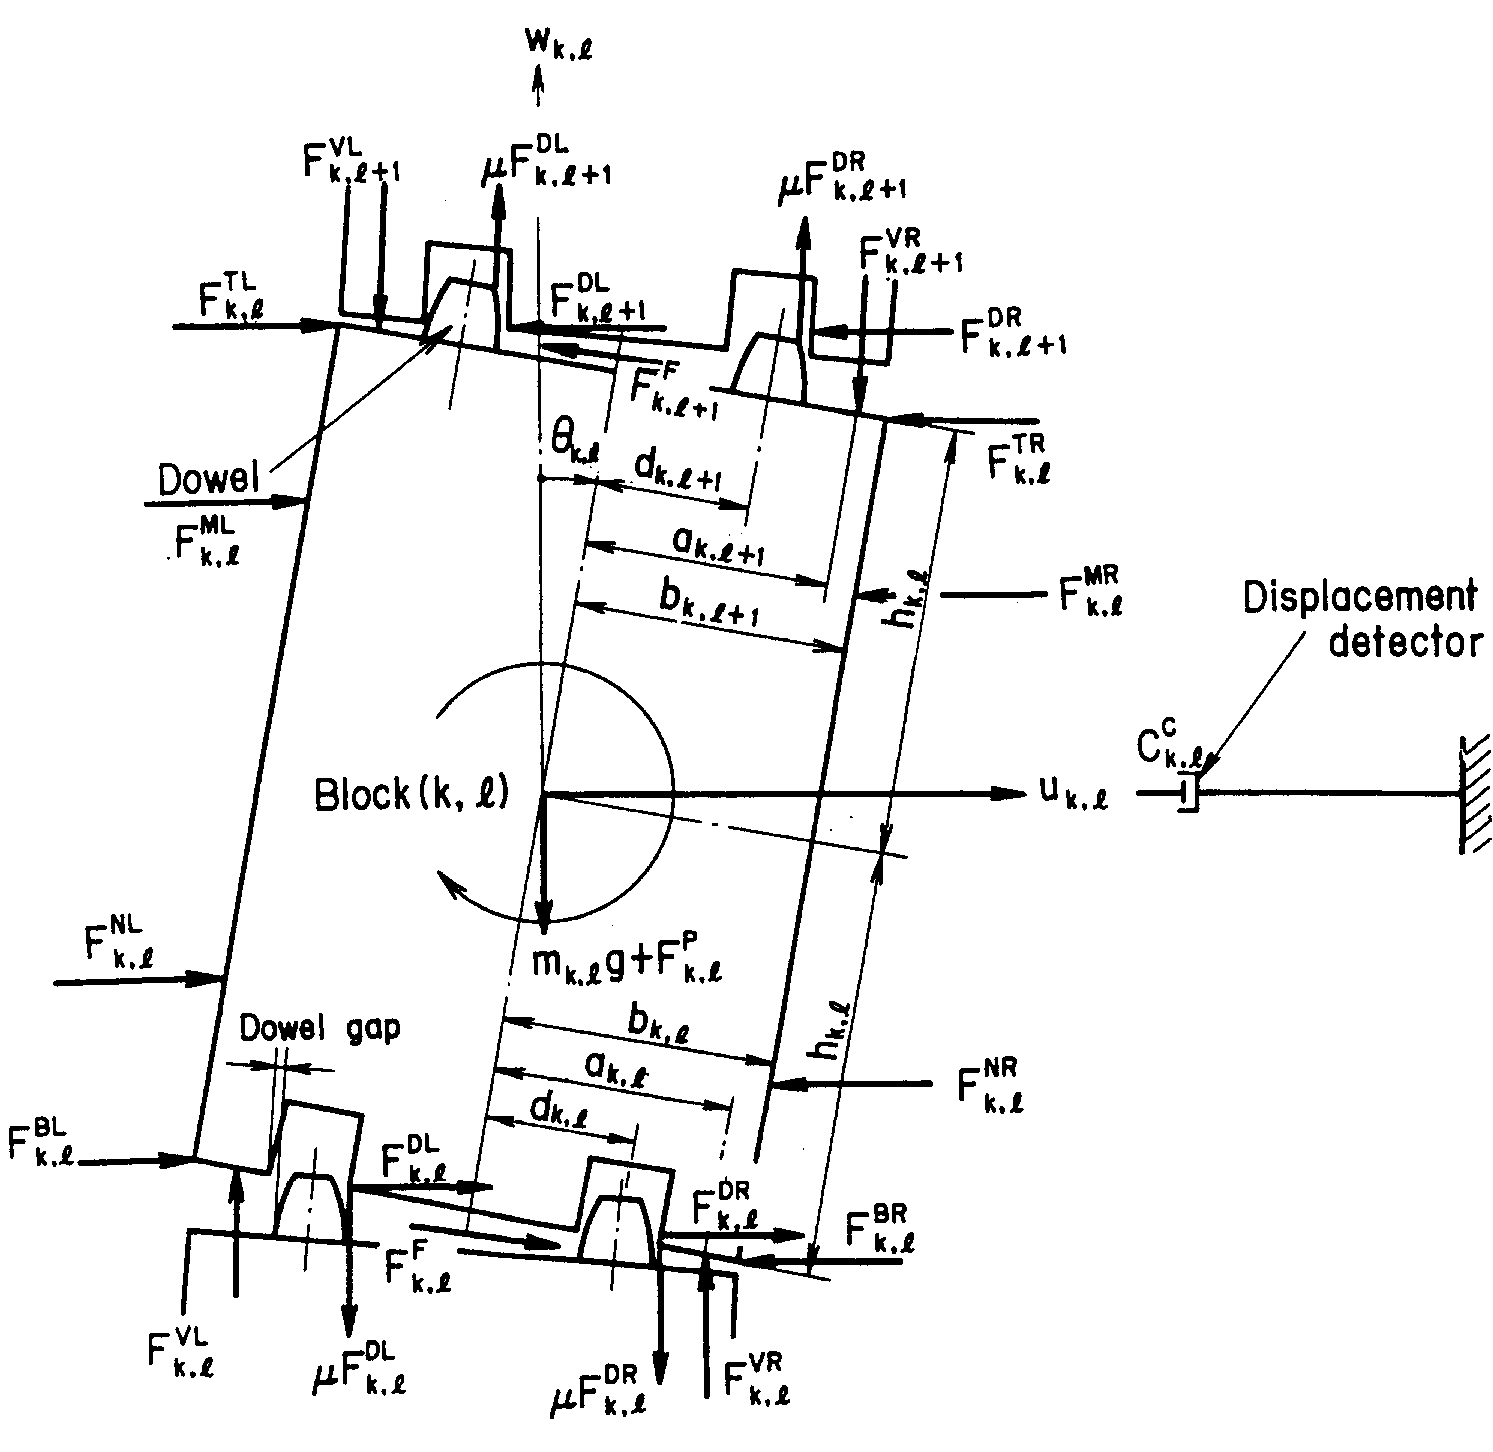 w_{k,ℓ}
F^{VL}_{k,ℓ+1}
μF^{DL}_{k,ℓ+1}
μF^{DR}_{k,ℓ+1}
F^{VR}_{k,ℓ+1}
F^{TL}_{k,ℓ}
F^{DL}_{k,ℓ+1}
F^{DR}_{k,ℓ+1}
F^{F}_{k,ℓ+1}
θ_{k,ℓ}
d_{k,ℓ+1}
F^{TR}_{k,ℓ}
Dowel
F^{ML}_{k,ℓ}
a_{k,ℓ+1}
b_{k,ℓ+1}
h_{k,ℓ}
F^{MR}_{k,ℓ}
Displacement
detector
C^{C}_{k,ℓ}
Block(k,ℓ)
u_{k,ℓ}
F^{NL}_{k,ℓ}
m_{k,ℓ}g+F^{P}_{k,ℓ}
Dowel gap
b_{k,ℓ}
h_{k,ℓ}
a_{k,ℓ}
F^{NR}_{k,ℓ}
d_{k,ℓ}
F^{BL}_{k,ℓ}
F^{DL}_{k,ℓ}
F^{DR}_{k,ℓ}
F^{BR}_{k,ℓ}
F^{F}_{k,ℓ}
F^{VL}_{k,ℓ}
μF^{DL}_{k,ℓ}
μF^{DR}_{k,ℓ}
F^{VR}_{k,ℓ}